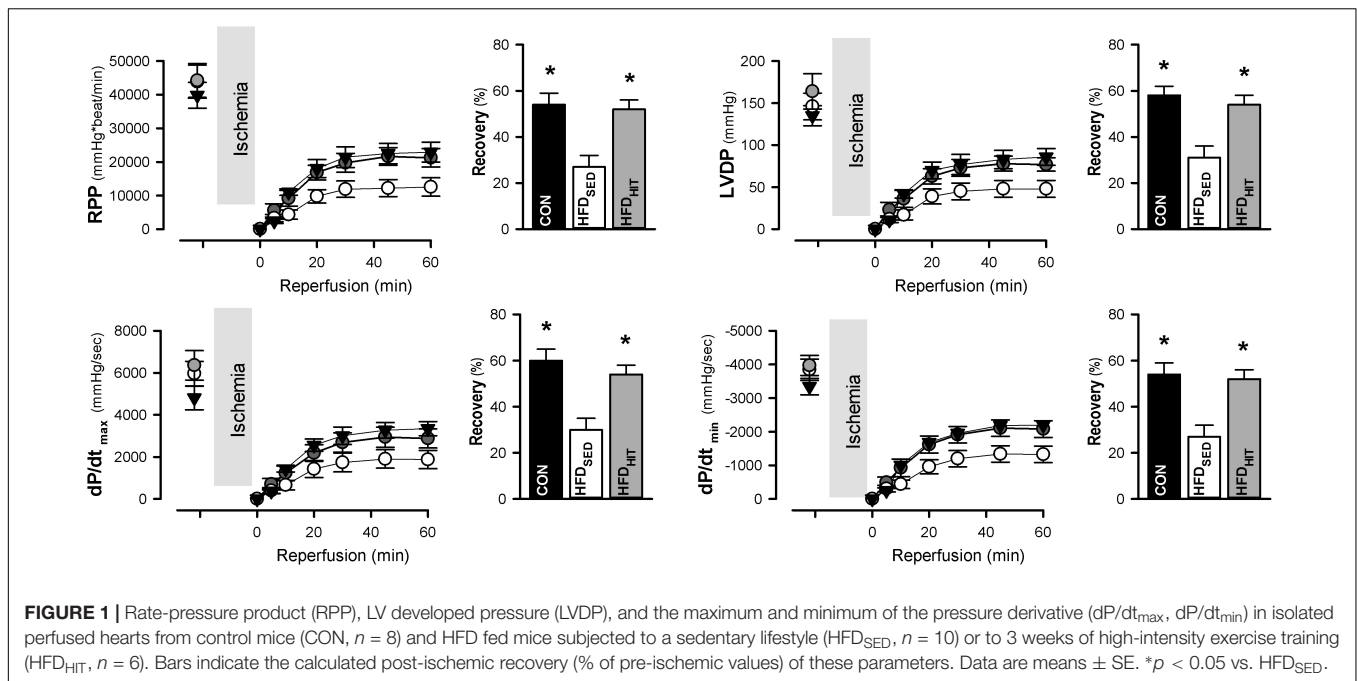 RPP (mmHg*beat/min)
50000
40000
30000
20000
10000
0
Ischemia
0 20 40 60
Reperfusion (min)
Recovery (%)
80
60
40
20
0
* *
CON
HFDSED
HFDHIT
LVDP (mmHg)
200
150
100
50
0
Ischemia
0 20 40 60
Reperfusion (min)
Recovery (%)
80
60
40
20
0
* *
CON
HFDSED
HFDHIT
dP/dt max (mmHg/sec)
8000
6000
4000
2000
0
Ischemia
0 20 40 60
Reperfusion (min)
Recovery (%)
80
60
40
20
0
* *
CON
HFDSED
HFDHIT
dP/dt min (mmHg/sec)
-5000
-4000
-3000
-2000
-1000
0
Ischemia
0 20 40 60
Reperfusion (min)
Recovery (%)
80
60
40
20
0
* *
CON
HFDSED
HFDHIT
FIGURE 1 | Rate-pressure product (RPP), LV developed pressure (LVDP), and the maximum and minimum of the pressure derivative (dP/dtmax, dP/dtmin) in isolated
perfused hearts from control mice (CON, n = 8) and HFD fed mice subjected to a sedentary lifestyle (HFDSED, n = 10) or to 3 weeks of high-intensity exercise training
(HFDHIT, n = 6). Bars indicate the calculated post-ischemic recovery (% of pre-ischemic values) of these parameters. Data are means ± SE. *p < 0.05 vs. HFDSED.